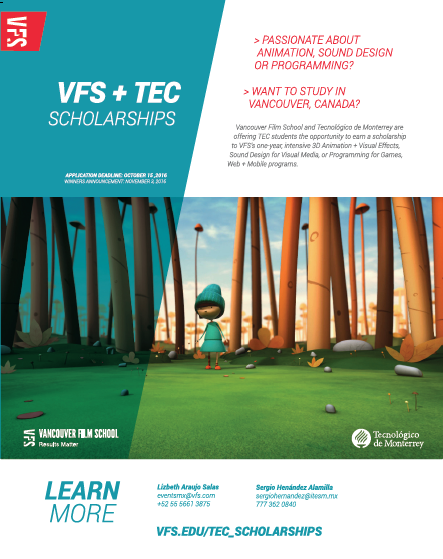 VFS
> PASSIONATE ABOUT
ANIMATION, SOUND DESIGN
OR PROGRAMMING?
> WANT TO STUDY IN
VANCOUVER, CANADA?
VFS + TEC
SCHOLARSHIPS
Vancouver Film School and Tecnológico de Monterrey are
offering TEC students the opportunity to earn a scholarship
to VFS's one-year, intensive 3D Animation + Visual Effects,
Sound Design for Visual Media, or Programming for Games,
Web + Mobile programs.
APPLICATION DEADLINE: OCTOBER 15 ,2016
WINNERS ANNOUNCEMENT: NOVEMBER 3, 2016
VFS VANCOUVER FILM SCHOOL
Results Matter
Tecnológico
de Monterrey
LEARN
MORE
Lizbeth Araujo Salas
eventsmx@vfs.com
+52 55 5661 3875
Sergio Henández Alamilla
sergiohernandez@itesm.mx
777 362 0840
VFS.EDU/TEC_SCHOLARSHIPS